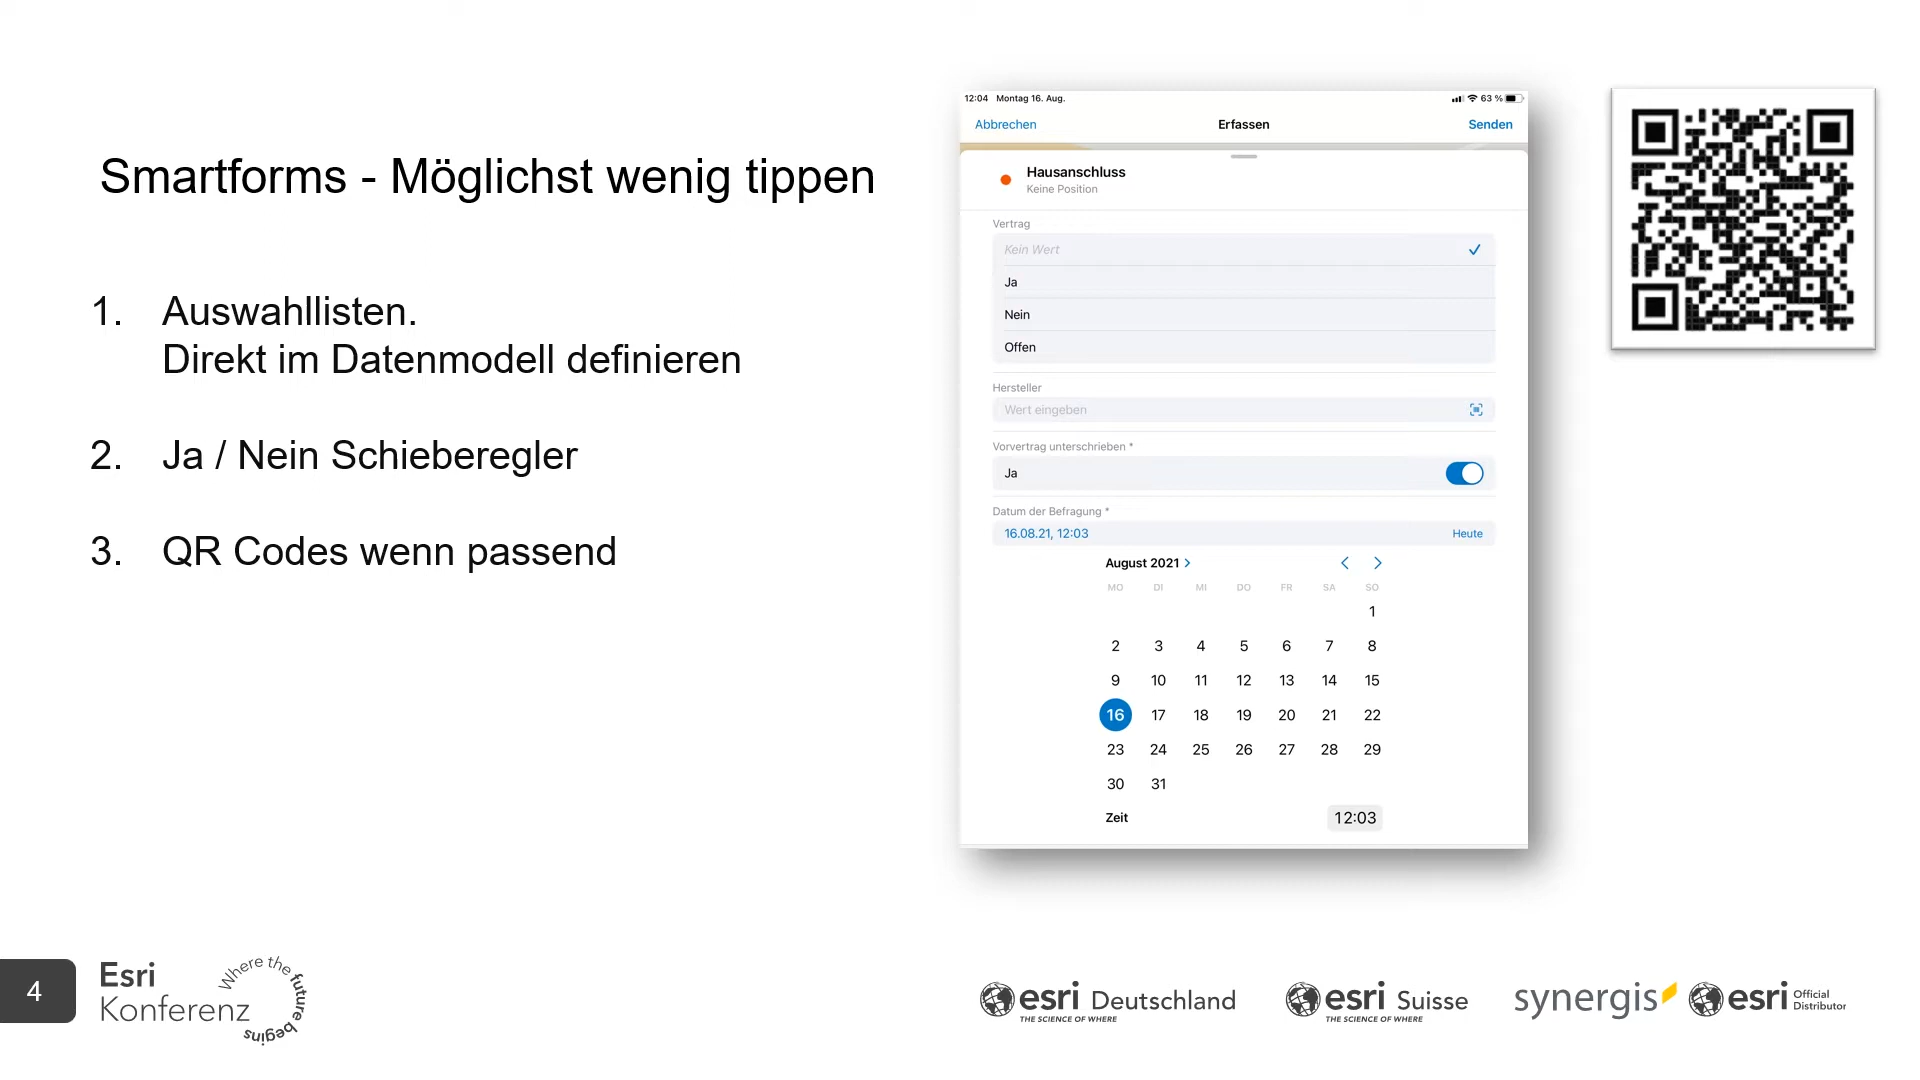 Smartforms - Möglichst wenig tippen
1. Auswahllisten.
Direkt im Datenmodell definieren
2. Ja / Nein Schieberegler
3. QR Codes wenn passend
12:04 Montag 16. Aug.
63 %
Abbrechen Erfassen Senden
Hausanschluss
Keine Position
Vertrag
Kein Wert
Ja
Nein
Offen
Hersteller
Wert eingeben
Vorvertrag unterschrieben *
Ja
Datum der Befragung *
16.08.21, 12:03 Heute
August 2021
MO DI MI DO FR SA SO
1
2 3 4 5 6 7 8
9 10 11 12 13 14 15
16 17 18 19 20 21 22
23 24 25 26 27 28 29
30 31
Zeit 12:03
4
Esri
Konferenz
Where the future begins
esri Deutschland
THE SCIENCE OF WHERE
esri Suisse
THE SCIENCE OF WHERE
synergis
esri Official
Distributor